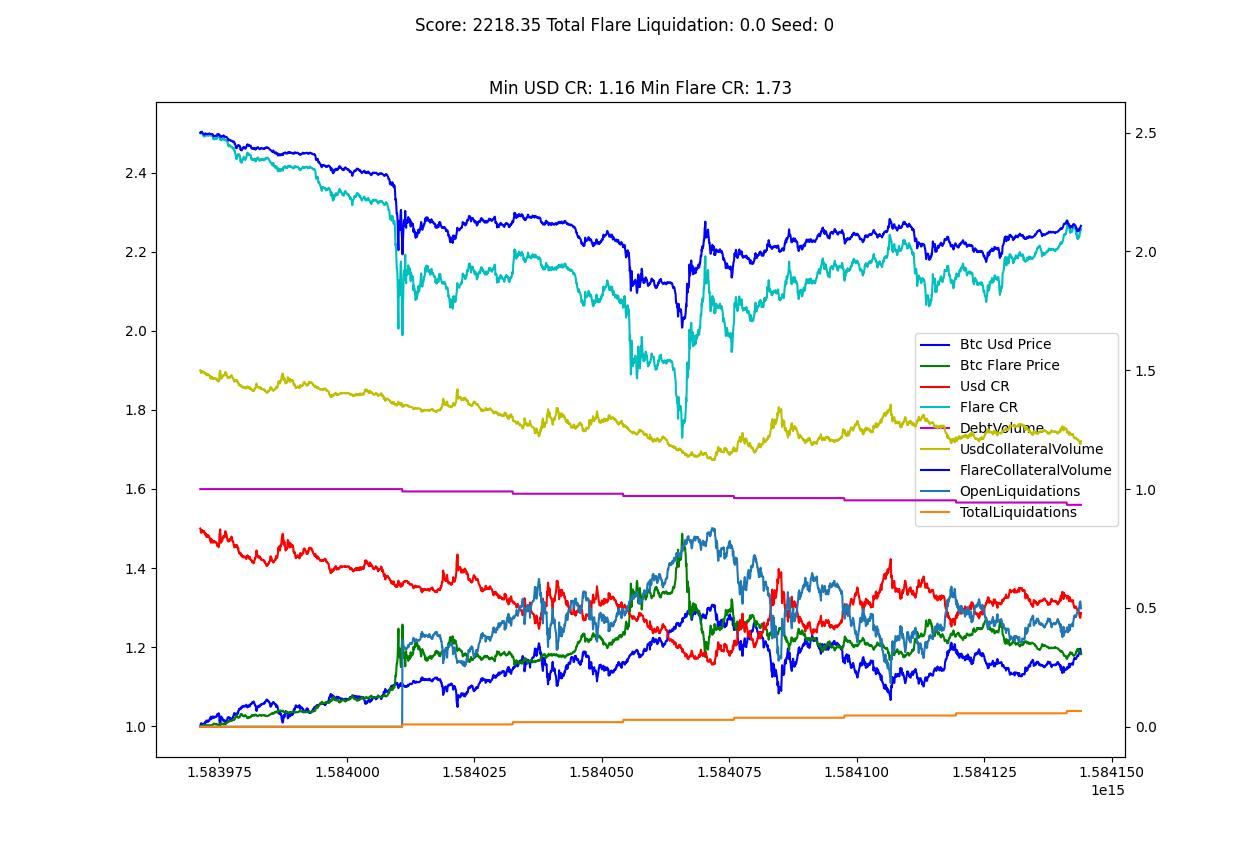 Score: 2218.35 Total Flare Liquidation: 0.0 Seed: 0
Min USD CR: 1.16 Min Flare CR: 1.73
2.4
2.2
2.0
1.8
1.6
1.4
1.2
1.0
2.5
2.0
1.5
1.0
0.5
0.0
Btc Usd Price
Btc Flare Price
Usd CR
Flare CR
DebtVolume
UsdCollateralVolume
FlareCollateralVolume
OpenLiquidations
TotalLiquidations
1.583975 1.584000 1.584025 1.584050 1.584075 1.584100 1.584125 1.584150
1e15